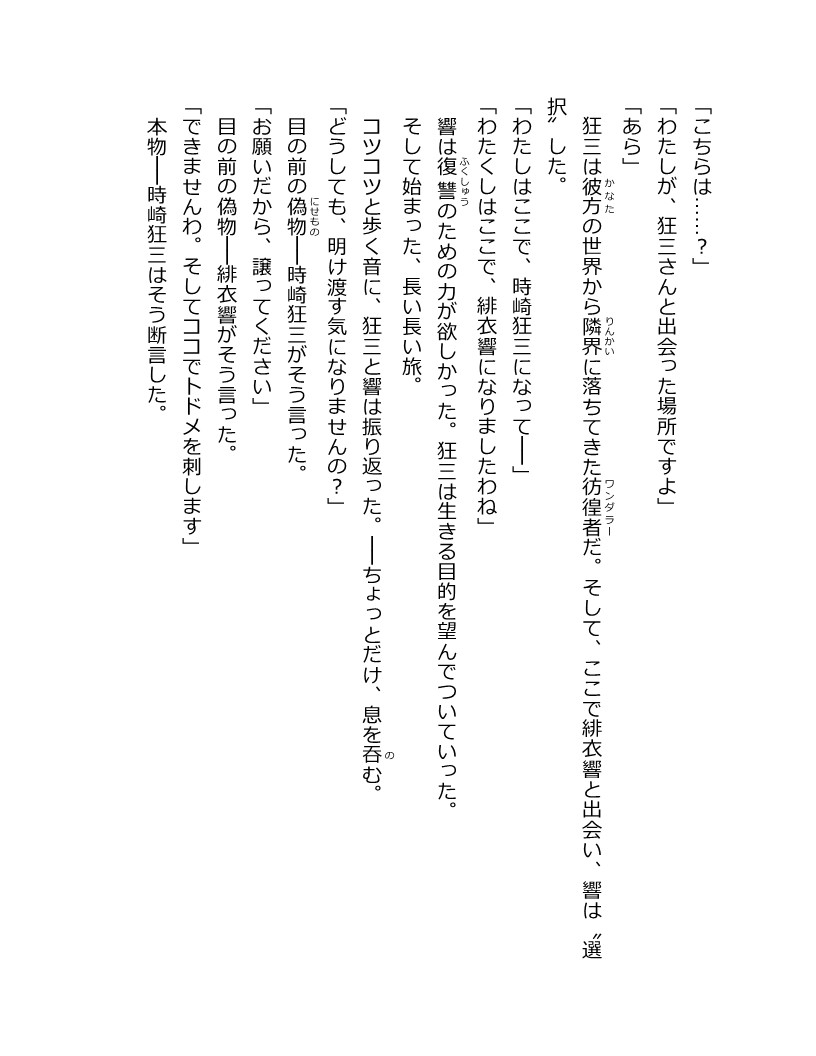 「こちらは……？」
「わたしが、狂三さんと出会った場所ですよ」
「あら」
　狂三は彼方の世界から隣界に落ちてきた彷徨者だ。そして、ここで緋衣響と出会い、響は〝選
択〟した。
「わたしはここで、時崎狂三になって──」
「わたくしはここで、緋衣響になりましたわね」
　響は復讐のための力が欲しかった。狂三は生きる目的を望んでついていった。
　そして始まった、長い長い旅。
　コツコツと歩く音に、狂三と響は振り返った。──ちょっとだけ、息を呑む。
「どうしても、明け渡す気になりませんの？」
　目の前の偽物──時崎狂三がそう言った。
「お願いだから、譲ってください」
　目の前の偽物──緋衣響がそう言った。
「できませんわ。そしてココでトドメを刺します」
　本物──時崎狂三はそう断言した。
かなた
りんかい
ワンダラー
ふくしゅう
の
にせもの